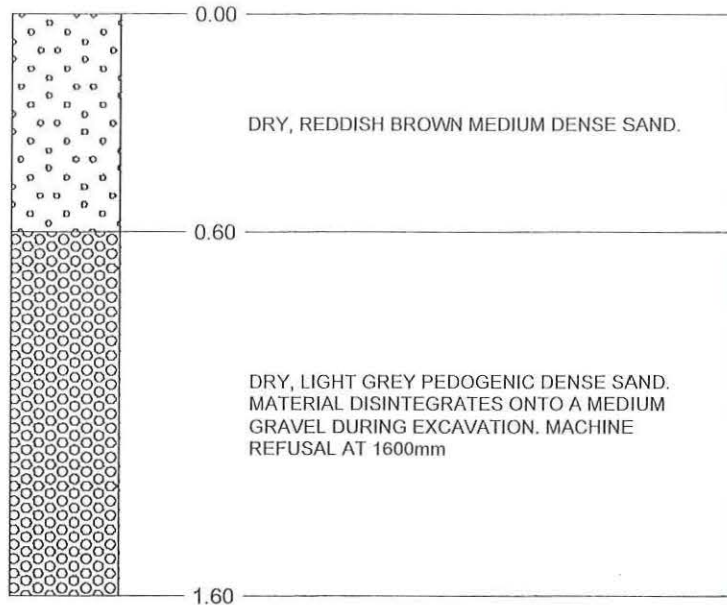 0.00
DRY, REDDISH BROWN MEDIUM DENSE SAND.
0.60
DRY, LIGHT GREY PEDOGENIC DENSE SAND.
MATERIAL DISINTEGRATES ONTO A MEDIUM
GRAVEL DURING EXCAVATION. MACHINE
REFUSAL AT 1600mm
1.60